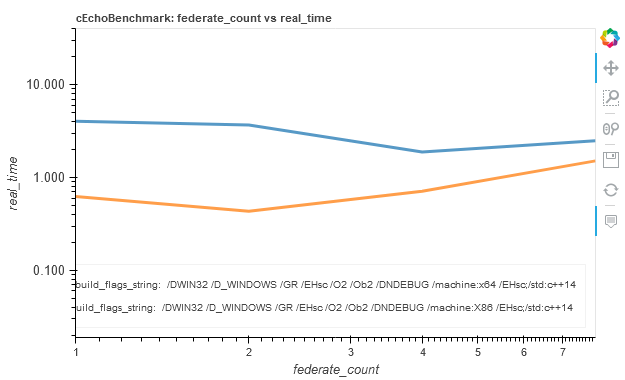 cEchoBenchmark: federate_count vs real_time
10.000
1.000
0.100
real_time
build_flags_string: /DWIN32 /D_WINDOWS /GR /EHsc /O2 /Ob2 /DNDEBUG /machine:x64 /EHsc;/std:c++14
uild_flags_string: /DWIN32 /D_WINDOWS /GR /EHsc /O2 /Ob2 /DNDEBUG /machine:X86 /EHsc;/std:c++14
1 2 3 4 5 6 7
federate_count